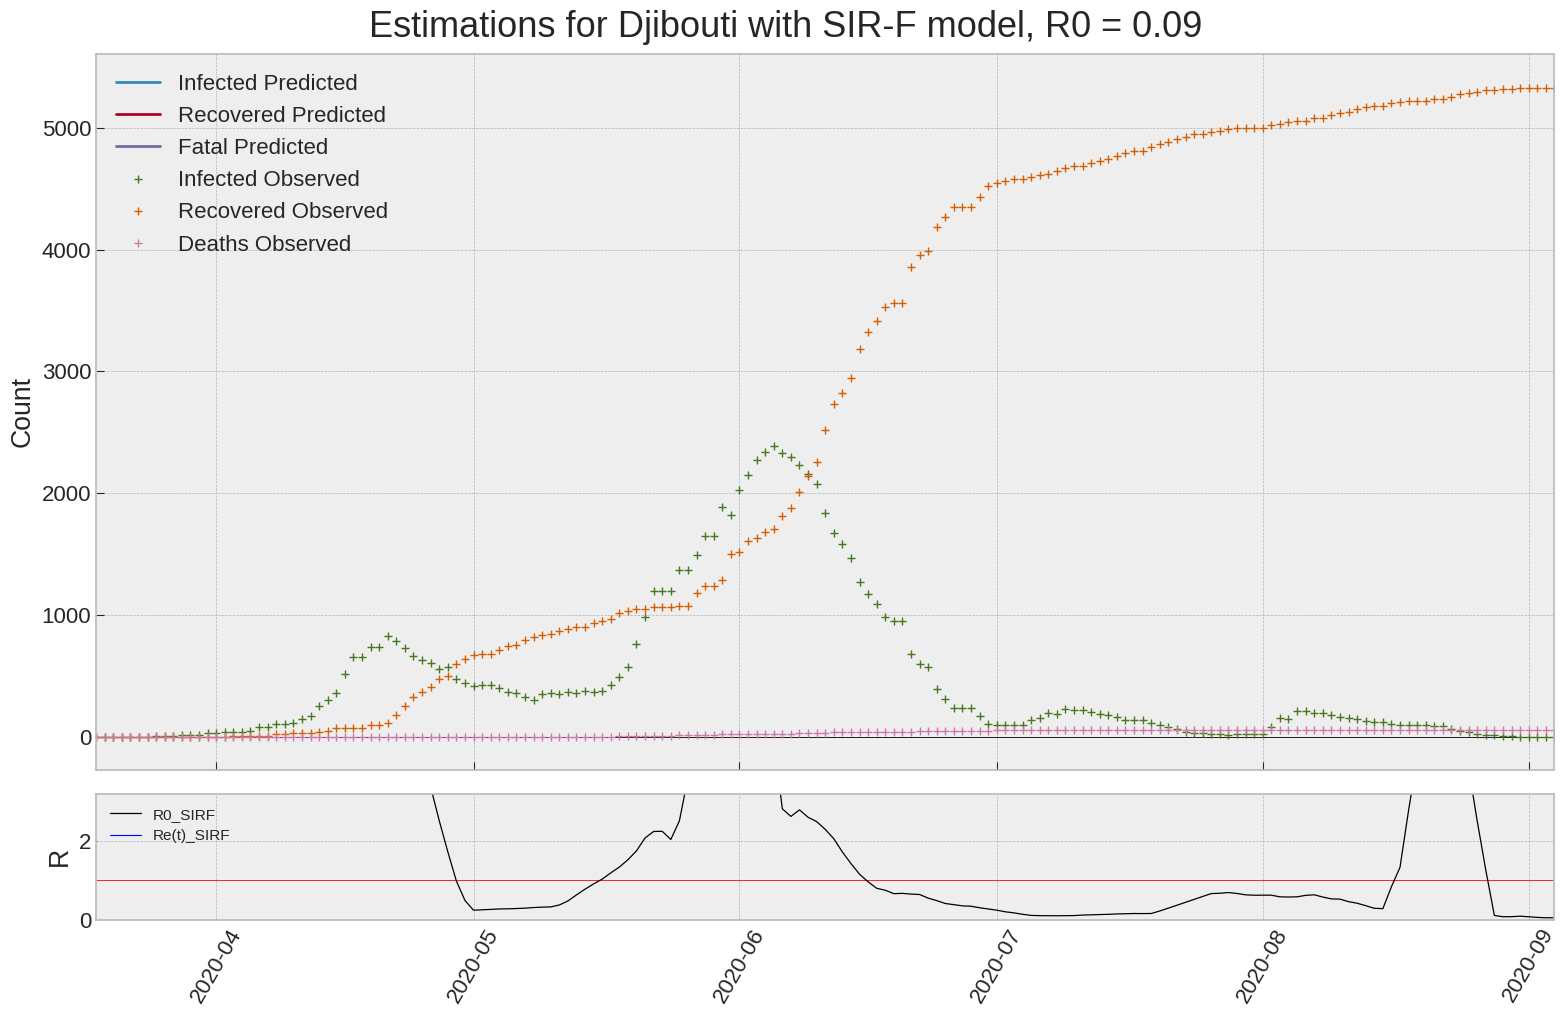 Estimations for Djibouti with SIR-F model, R0 = 0.09
Infected Predicted
Recovered Predicted
Fatal Predicted
Infected Observed
Recovered Observed
Deaths Observed
Count
5000
4000
3000
2000
1000
0
R0_SIRF
Re(t)_SIRF
R
2
0
2020-04
2020-05
2020-06
2020-07
2020-08
2020-09